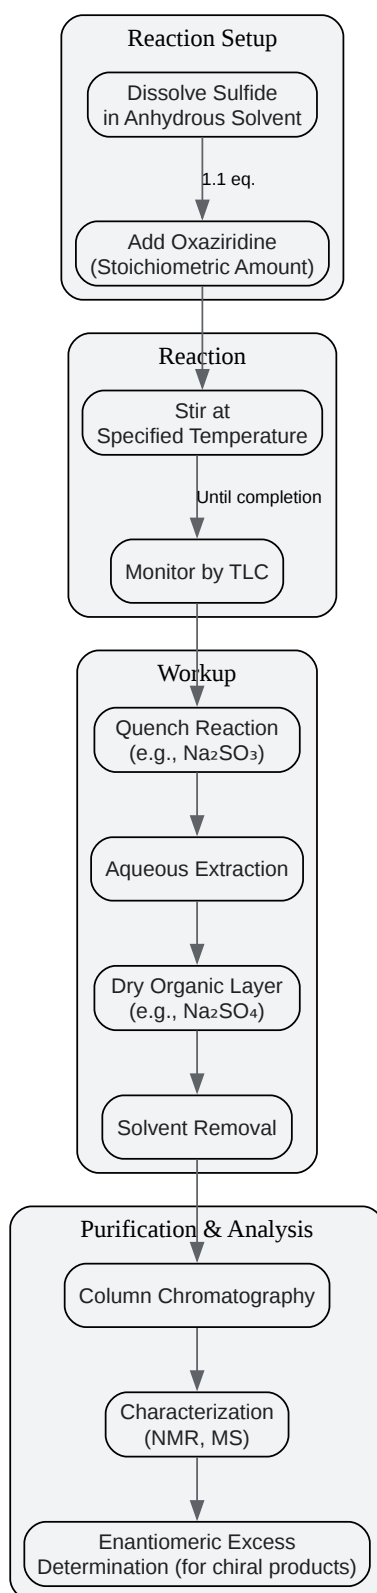 Reaction Setup
Dissolve Sulfide
in Anhydrous Solvent
1.1 eq.
Add Oxaziridine
(Stoichiometric Amount)
Reaction
Stir at
Specified Temperature
Until completion
Monitor by TLC
Workup
Quench Reaction
(e.g., Na₂SO₃)
Aqueous Extraction
Dry Organic Layer
(e.g., Na₂SO₄)
Solvent Removal
Purification & Analysis
Column Chromatography
Characterization
(NMR, MS)
Enantiomeric Excess
Determination (for chiral products)